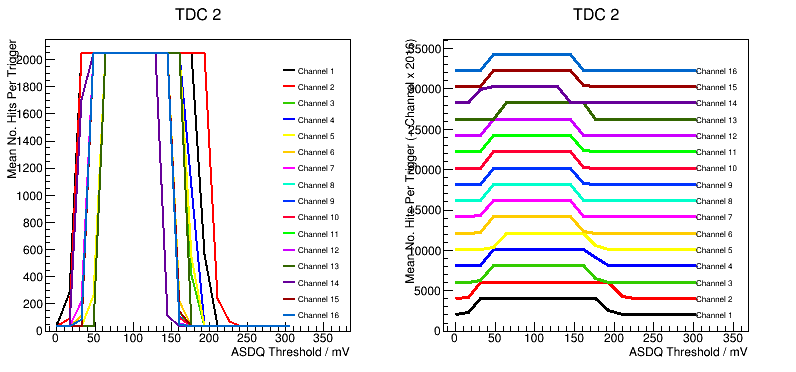 TDC 2
Mean No. Hits Per Trigger
2000
1800
1600
1400
1200
1000
800
600
400
200
0
0 50 100 150 200 250 300 350
ASDQ Threshold / mV
Channel 1
Channel 2
Channel 3
Channel 4
Channel 5
Channel 6
Channel 7
Channel 8
Channel 9
Channel 10
Channel 11
Channel 12
Channel 13
Channel 14
Channel 15
Channel 16
TDC 2
Mean No. Hits Per Trigger (+ Channel x 2016)
35000
30000
25000
20000
15000
10000
5000
0
0 50 100 150 200 250 300 350
ASDQ Threshold / mV
Channel 16
Channel 15
Channel 14
Channel 13
Channel 12
Channel 11
Channel 10
Channel 9
Channel 8
Channel 7
Channel 6
Channel 5
Channel 4
Channel 3
Channel 2
Channel 1